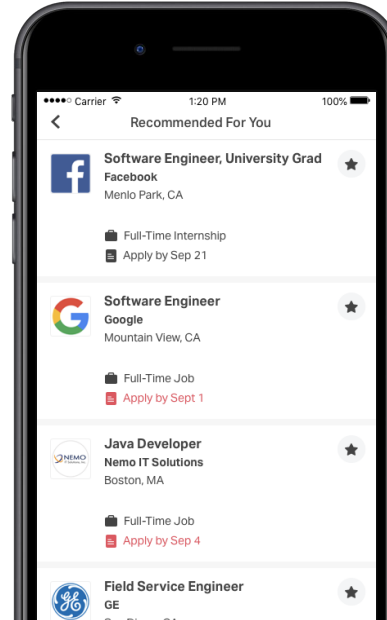 Carrier 1:20 PM 100%
Recommended For You
Software Engineer, University Grad
Facebook
Menlo Park, CA
Full-Time Internship
Apply by Sep 21
Software Engineer
Google
Mountain View, CA
Full-Time Job
Apply by Sept 1
NEMO
Java Developer
Nemo IT Solutions
Boston, MA
Full-Time Job
Apply by Sep 4
Field Service Engineer
GE